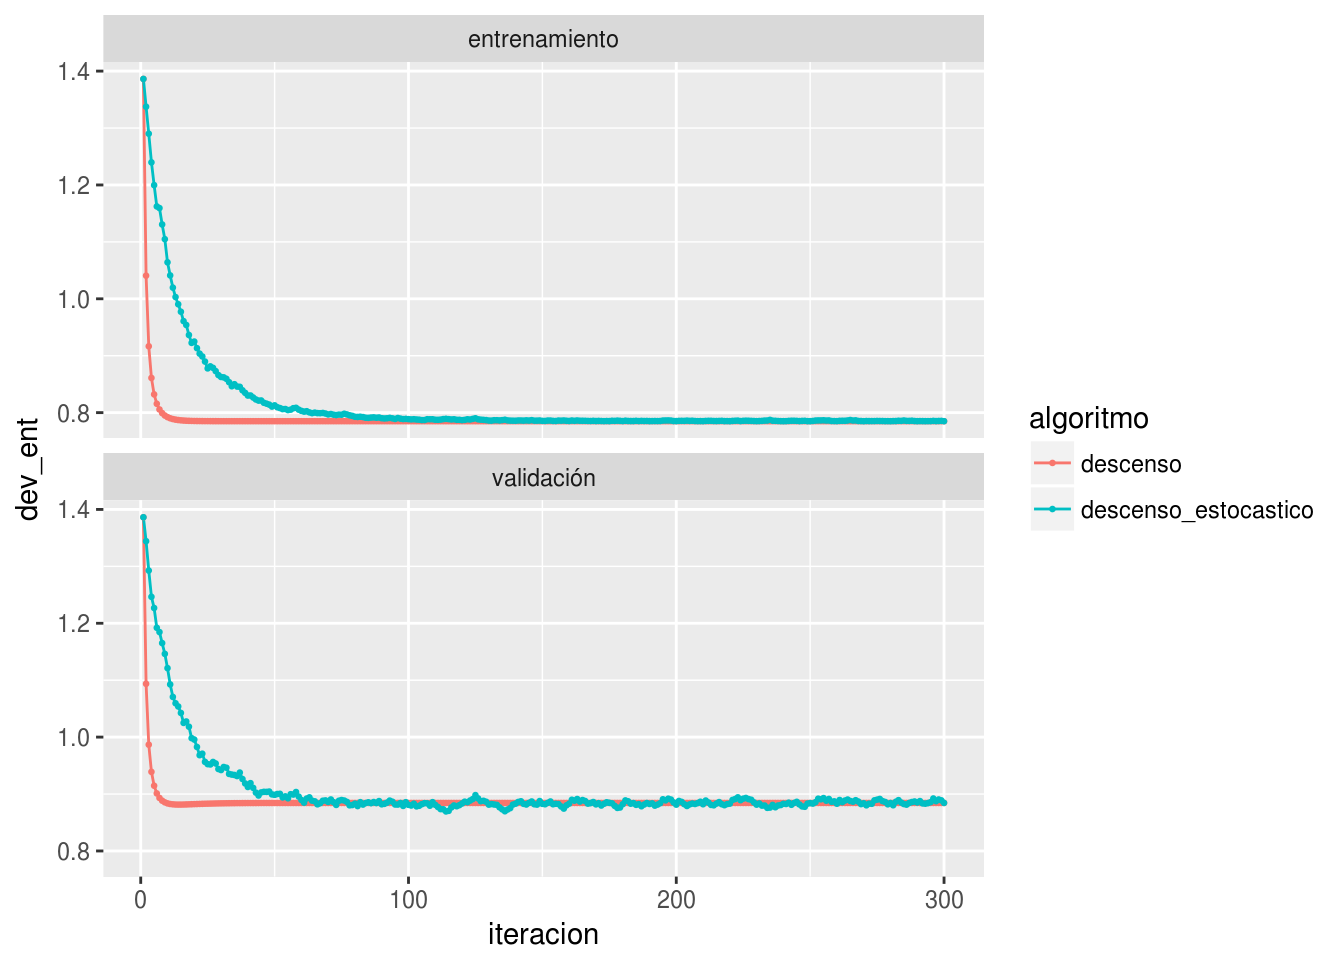 entrenamiento
1.4
1.2
1.0
0.8
validación
1.4
1.2
1.0
0.8
0 100 200 300
iteracion
dev_ent
algoritmo
descenso
descenso_estocastico